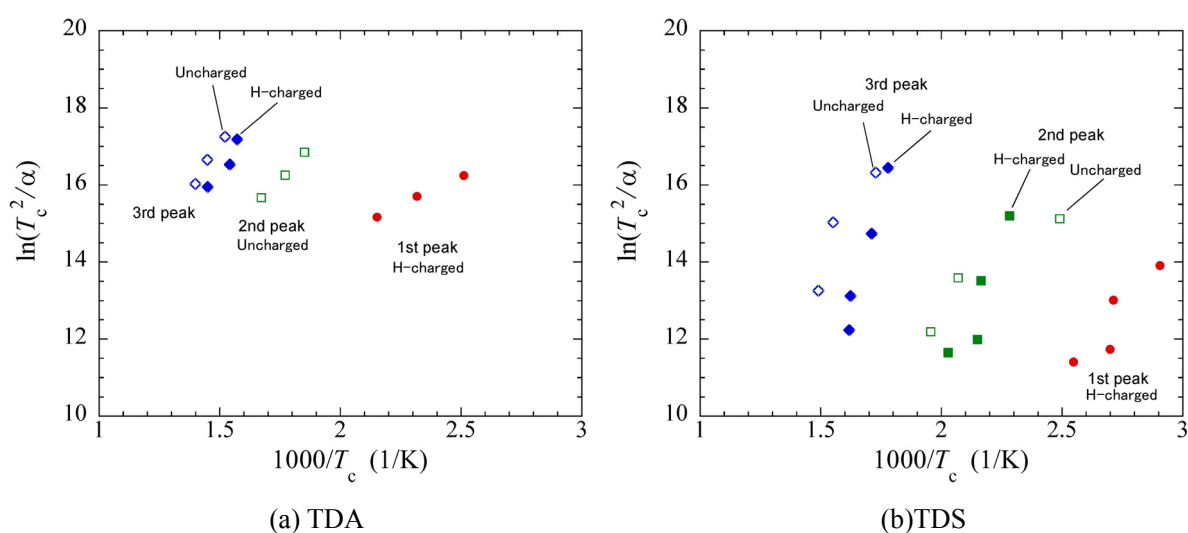 20
18
16
14
12
10
1
1.5
2
2.5
3
ln(Tc²/α)
1000/Tc (1/K)
Uncharged
H-charged
3rd peak
2nd peak
Uncharged
1st peak
H-charged
(a) TDA
20
18
16
14
12
10
1
1.5
2
2.5
3
ln(Tc²/α)
1000/Tc (1/K)
3rd peak
Uncharged
H-charged
2nd peak
H-charged
Uncharged
1st peak
H-charged
(b)TDS